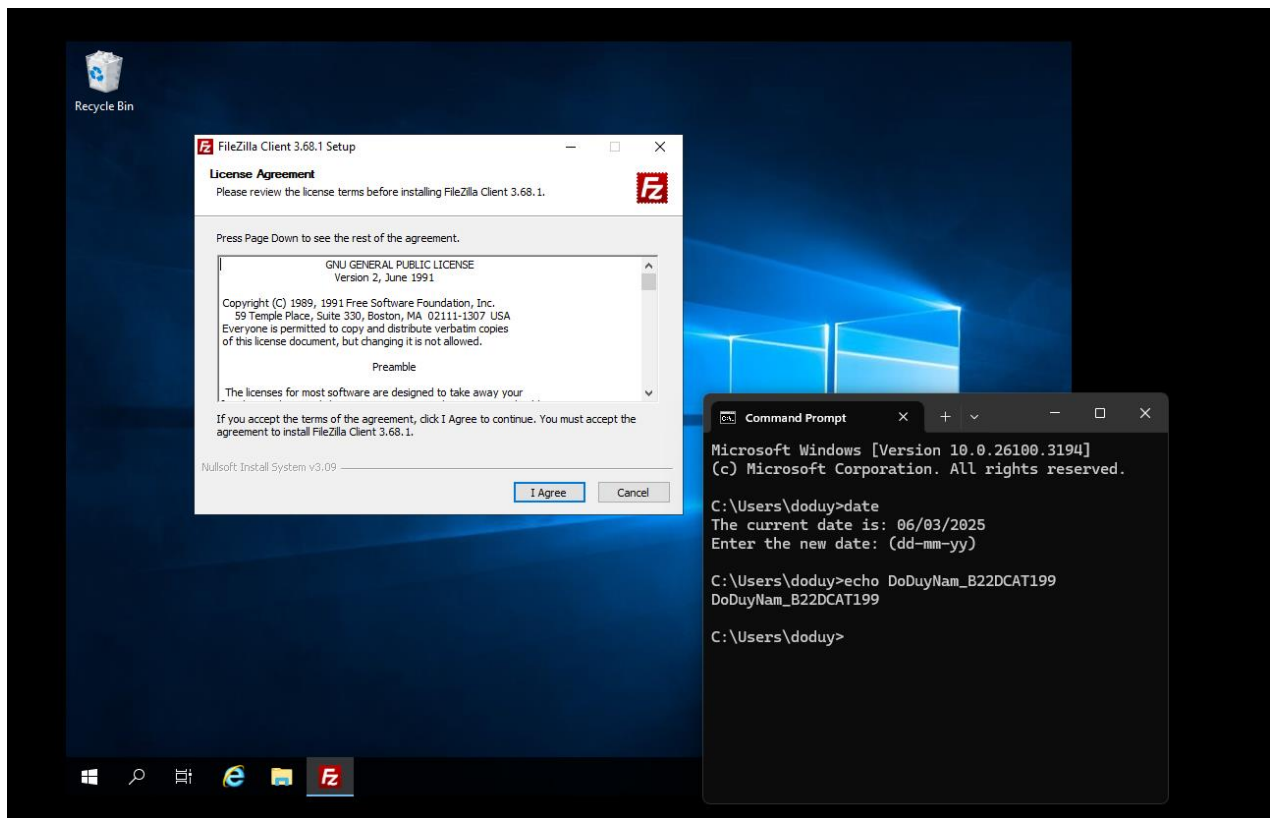 Recycle Bin
FileZilla Client 3.68.1 Setup
License Agreement
Please review the license terms before installing FileZilla Client 3.68.1.
Press Page Down to see the rest of the agreement.
GNU GENERAL PUBLIC LICENSE
Version 2, June 1991
Copyright (C) 1989, 1991 Free Software Foundation, Inc.
59 Temple Place, Suite 330, Boston, MA 02111-1307 USA
Everyone is permitted to copy and distribute verbatim copies
of this license document, but changing it is not allowed.
Preamble
The licenses for most software are designed to take away your
If you accept the terms of the agreement, click I Agree to continue. You must accept the
agreement to install FileZilla Client 3.68.1.
Nullsoft Install System v3.09
I Agree
Cancel
Command Prompt
Microsoft Windows [Version 10.0.26100.3194]
(c) Microsoft Corporation. All rights reserved.
C:\Users\doduy>date
The current date is: 06/03/2025
Enter the new date: (dd-mm-yy)
C:\Users\doduy>echo DoDuyNam_B22DCAT199
DoDuyNam_B22DCAT199
C:\Users\doduy>